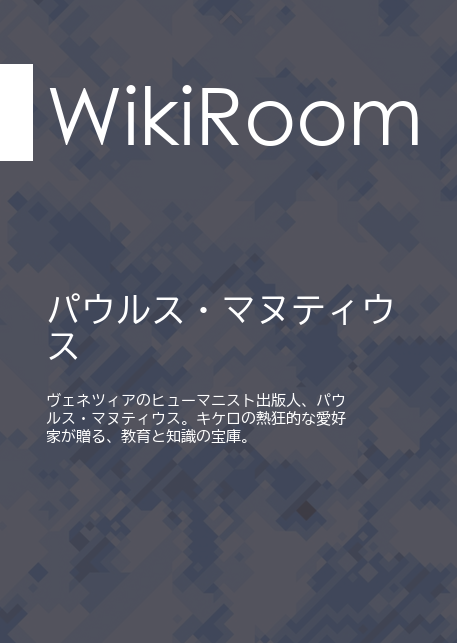 WikiRoom
パウルス・マヌティウ
ス
ヴェネツィアのヒューマニスト出版人、パウ
ルス・マヌティウス。キケロの熱狂的な愛好
家が贈る、教育と知識の宝庫。